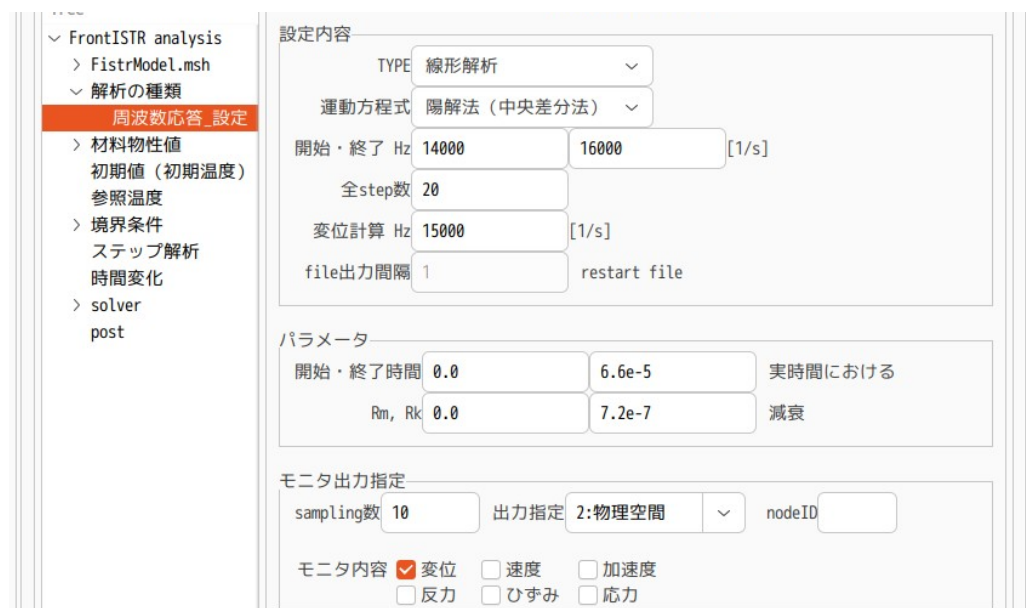 FrontISTR analysis
FistrModel.msh
解析の種類
周波数応答_設定
材料物性値
初期値（初期温度）
参照温度
境界条件
ステップ解析
時間変化
solver
post
設定内容
TYPE 線形解析
運動方程式 陽解法（中央差分法）
開始・終了 Hz 14000 16000 [1/s]
全step数 20
変位計算 Hz 15000 [1/s]
file出力間隔 1 restart file
パラメータ
開始・終了時間 0.0 6.6e-5 実時間における
Rm, Rk 0.0 7.2e-7 減衰
モニタ出力指定
sampling数 10 出力指定 2:物理空間 nodeID
モニタ内容 変位 速度 加速度
反力 ひずみ 応力